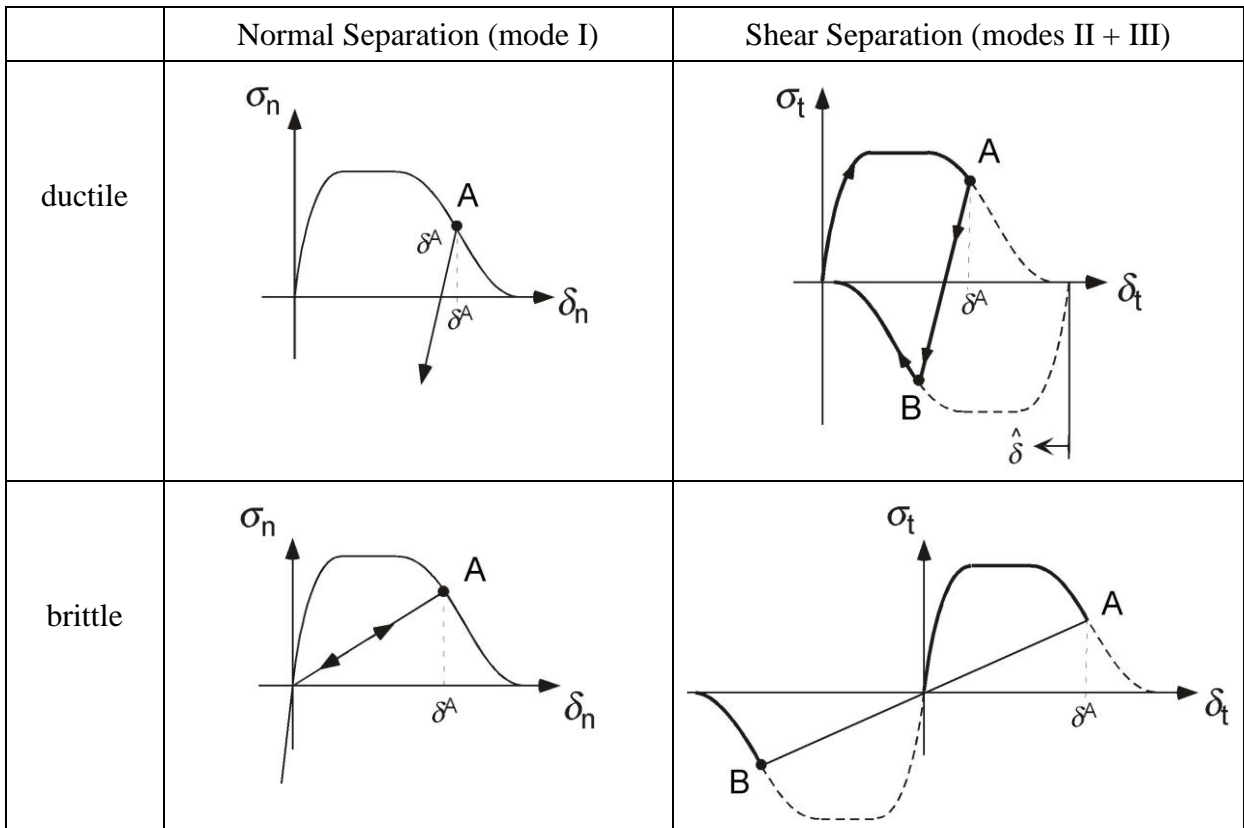 Normal Separation (mode I)
Shear Separation (modes II + III)
ductile
σn
A
δA
δA
δn
σt
A
δA
δt
B
δ̂
brittle
σn
A
δA
δn
σt
A
δA
δt
B